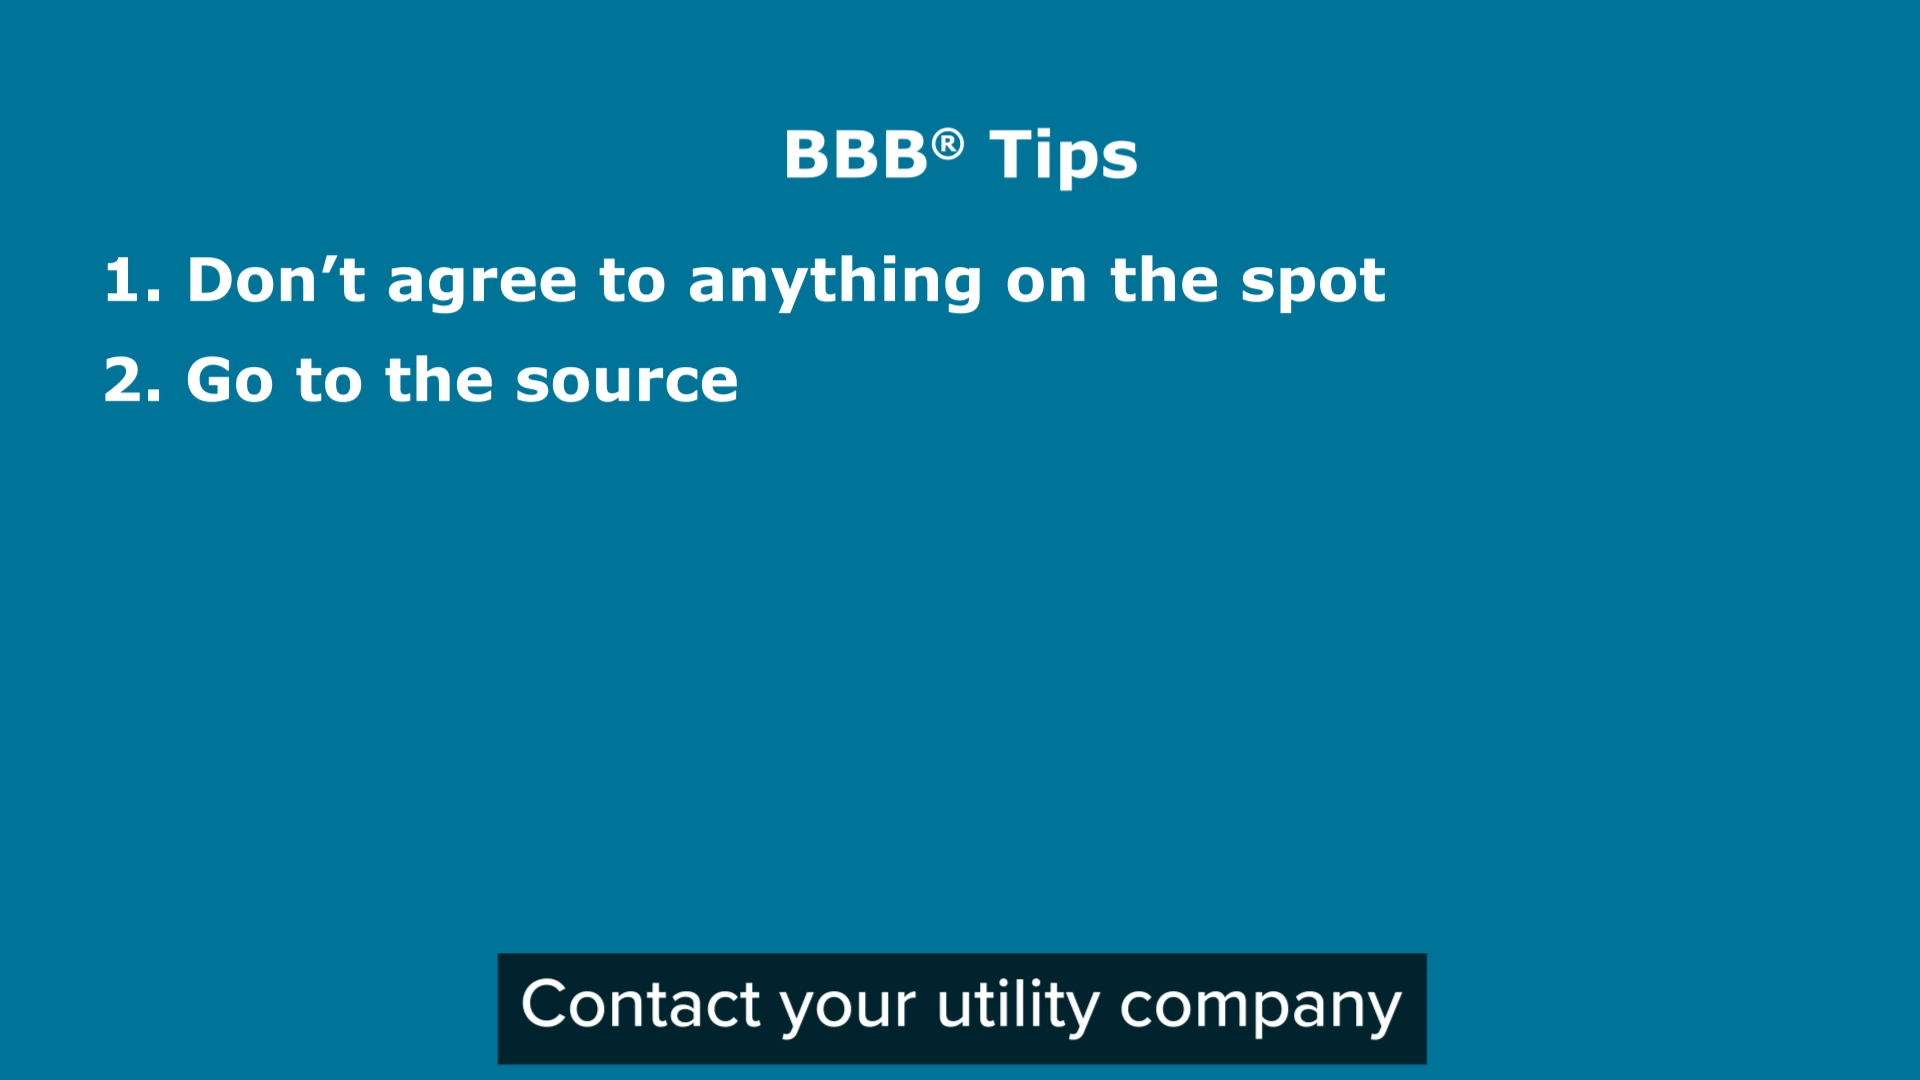 BBB® Tips
1. Don’t agree to anything on the spot
2. Go to the source
Contact your utility company